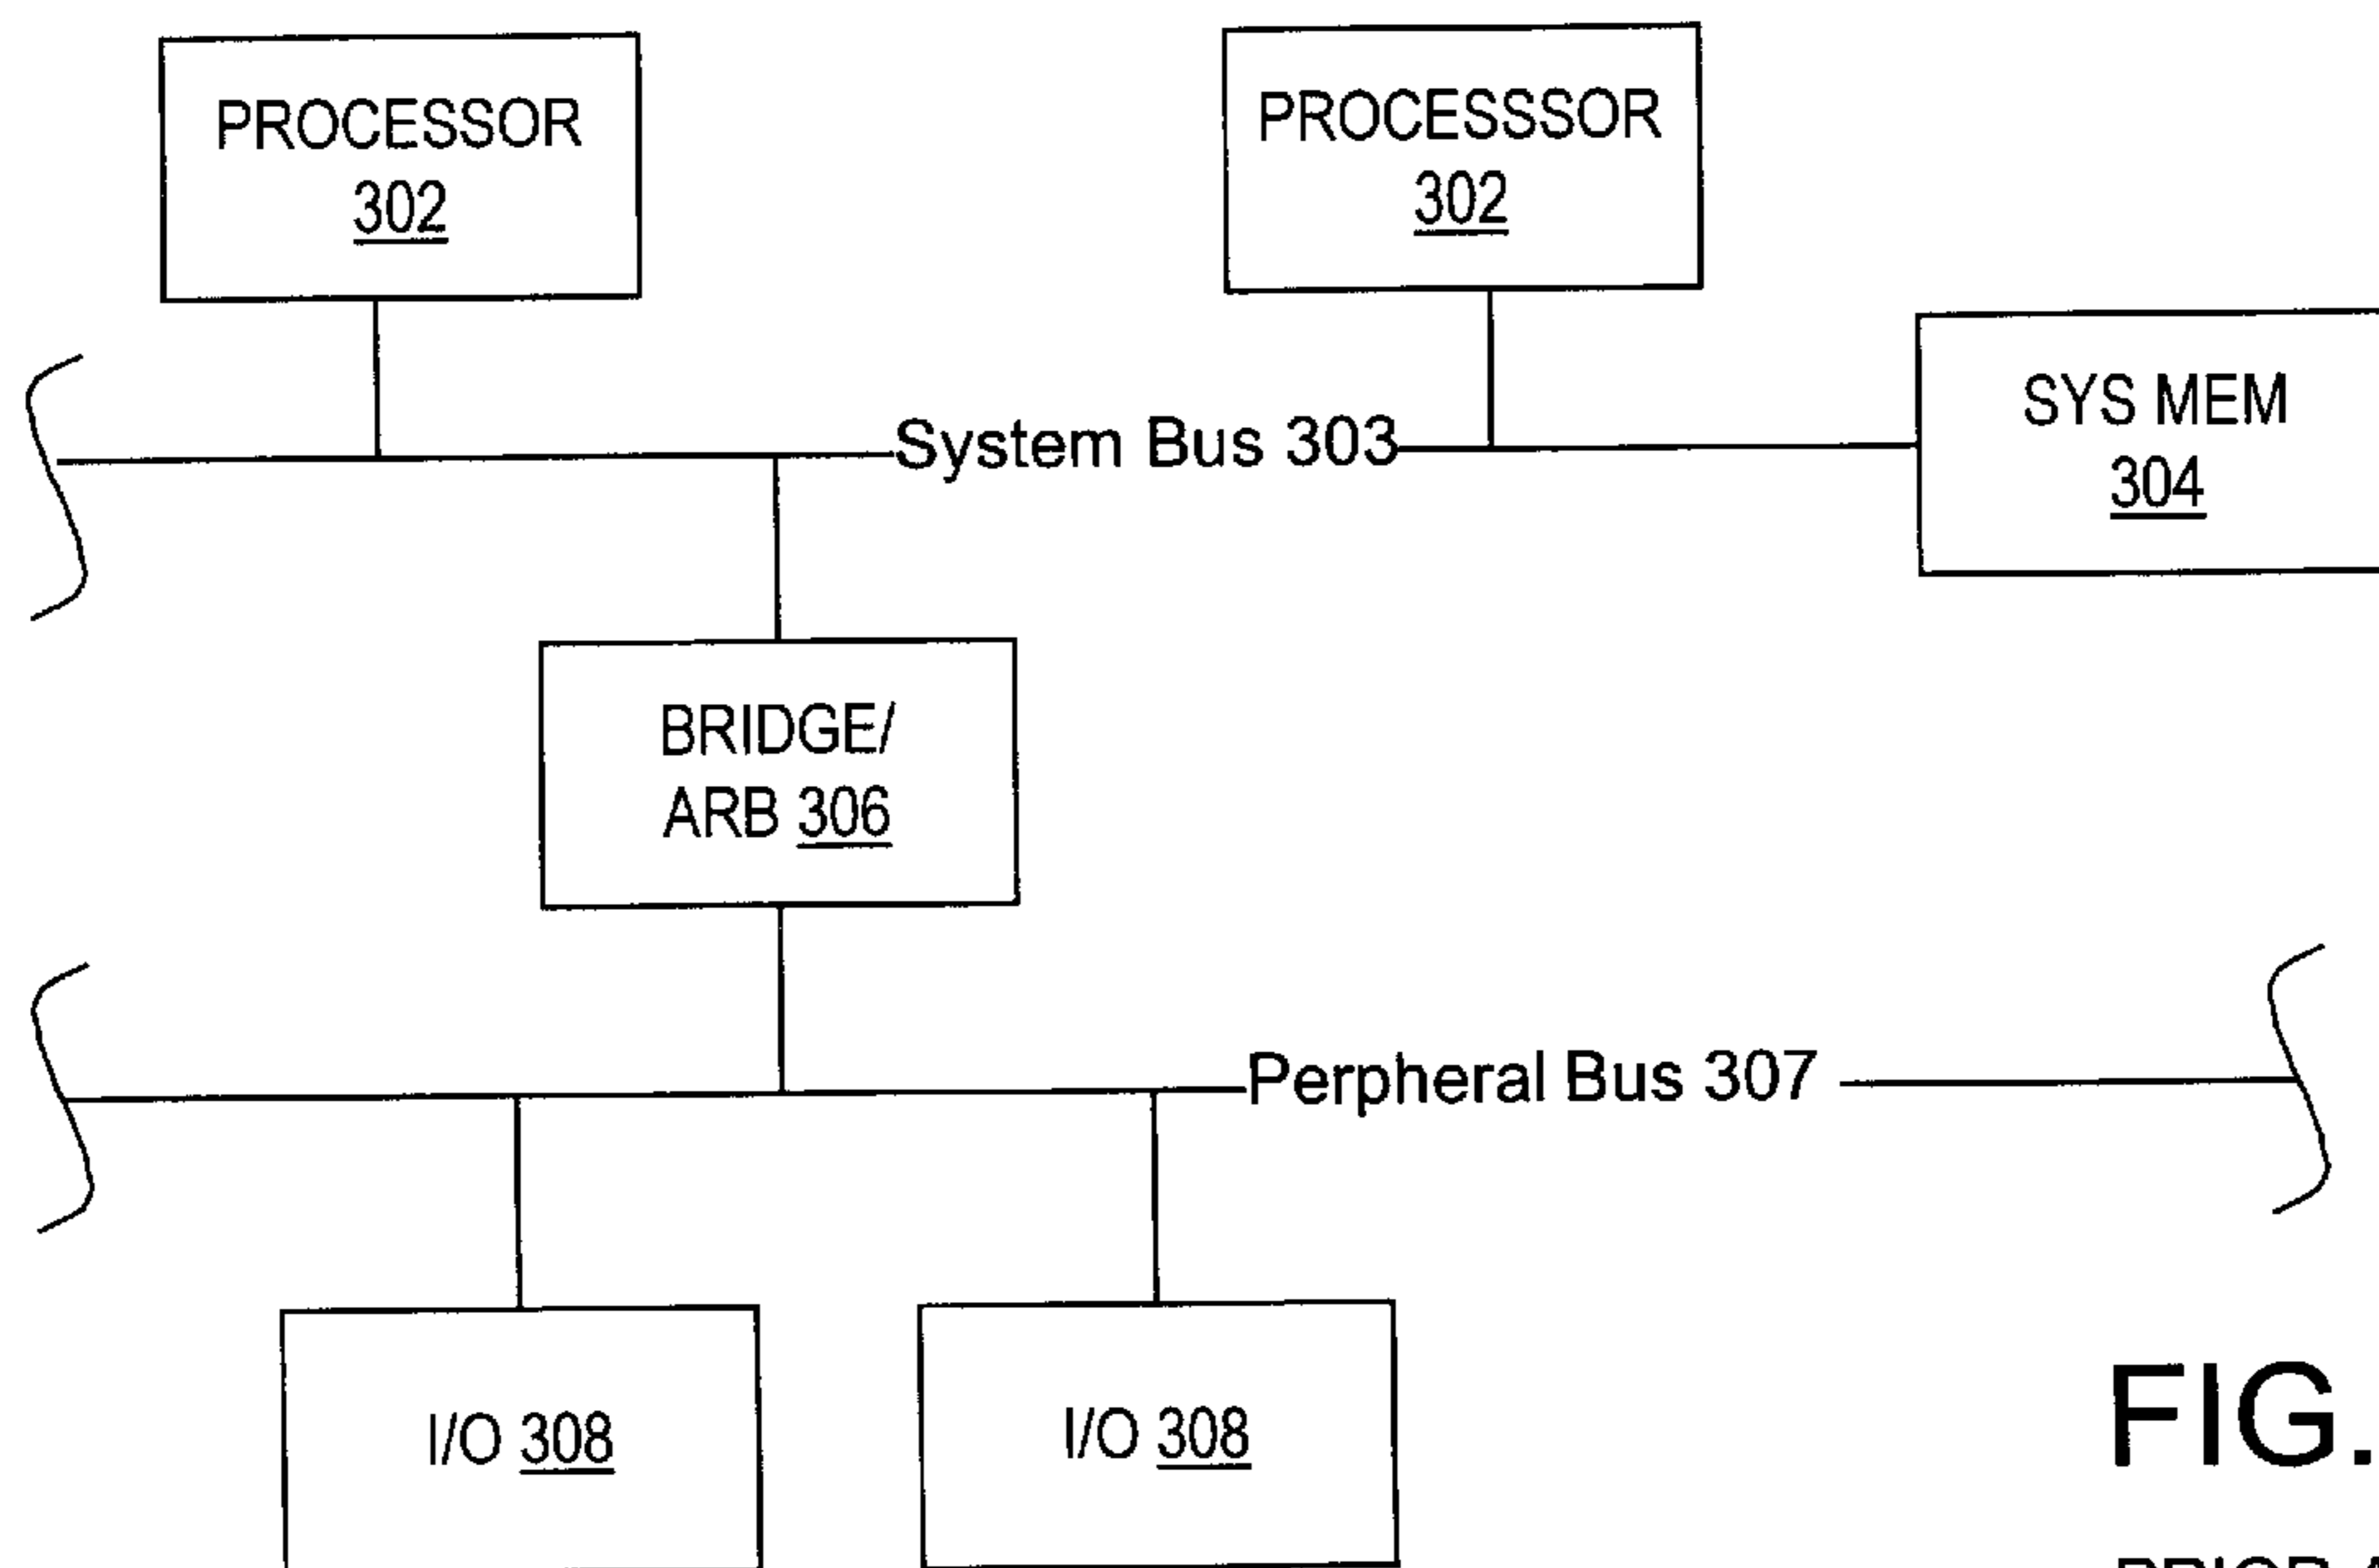 PROCESSOR
302
PROCESSSOR
302
System Bus 303
SYS MEM
304
BRIDGE/
ARB 306
Perpheral Bus 307
I/O 308
I/O 308
FIG.
PRIOR